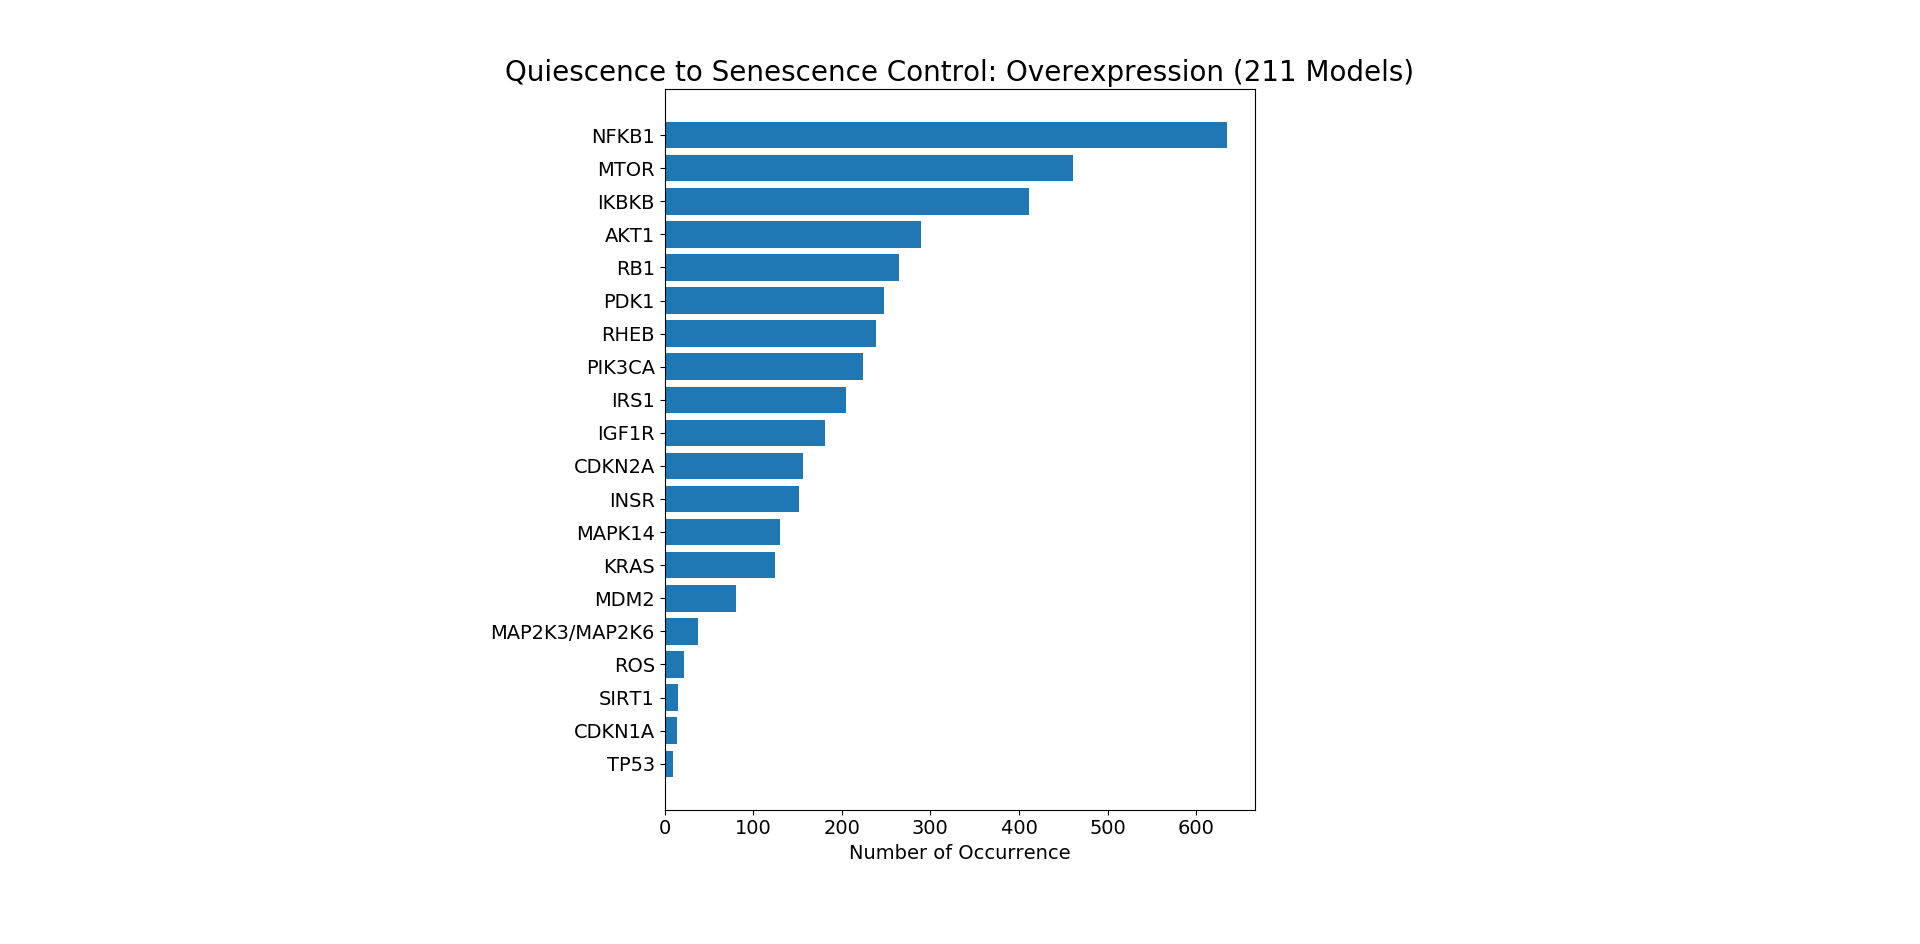 Quiescence to Senescence Control: Overexpression (211 Models)
NFKB1
MTOR
IKBKB
AKT1
RB1
PDK1
RHEB
PIK3CA
IRS1
IGF1R
CDKN2A
INSR
MAPK14
KRAS
MDM2
MAP2K3/MAP2K6
ROS
SIRT1
CDKN1A
TP53
0 100 200 300 400 500 600
Number of Occurrence